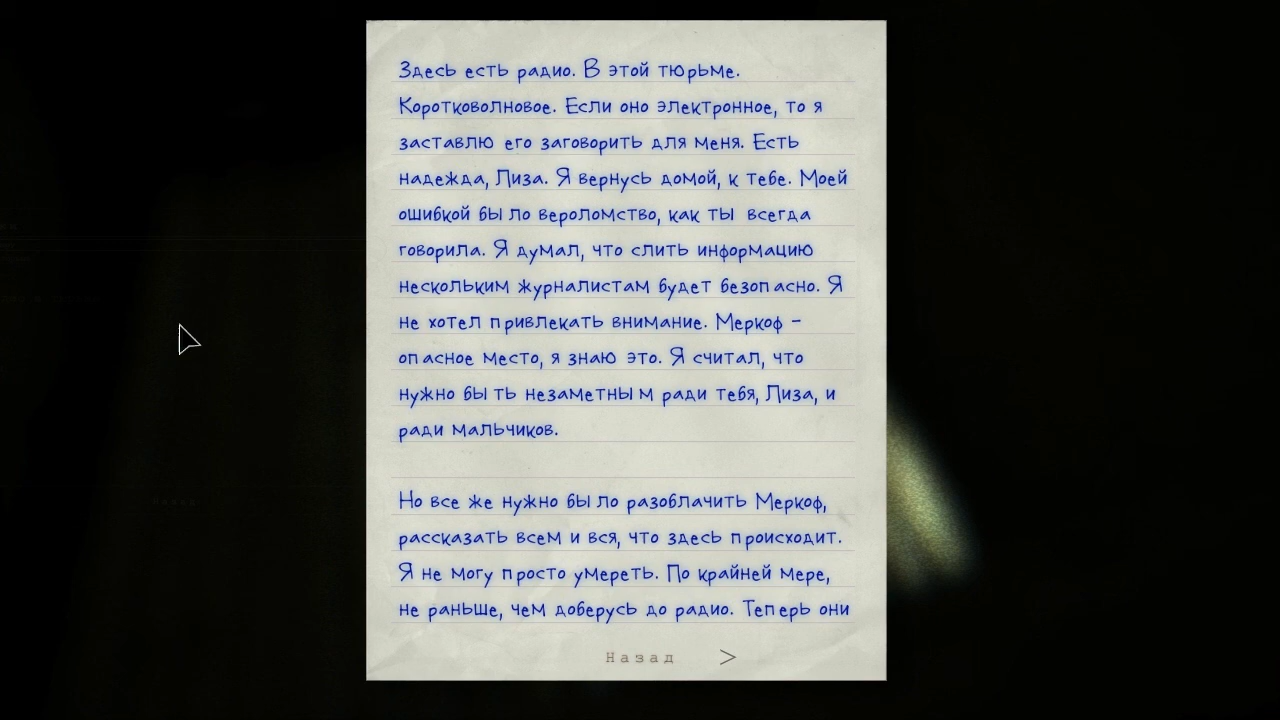 Здесь есть радио. В этой тюрьме.
Коротковолновое. Если оно электронное, то я
заставлю его заговорить для меня. Есть
надежда, Лиза. Я вернусь домой, к тебе. Моей
ошибкой было вероломство, как ты всегда
говорила. Я думал, что слить информацию
нескольким журналистам будет безопасно. Я
не хотел привлекать внимание. Меркоф -
опасное место, я знаю это. Я считал, что
нужно быть незаметным ради тебя, Лиза, и
ради мальчиков.
Но все же нужно было разоблачить Меркоф,
рассказать всем и вся, что здесь происходит.
Я не могу просто умереть. По крайней мере,
не раньше, чем доберусь до радио. Теперь они
Назад >